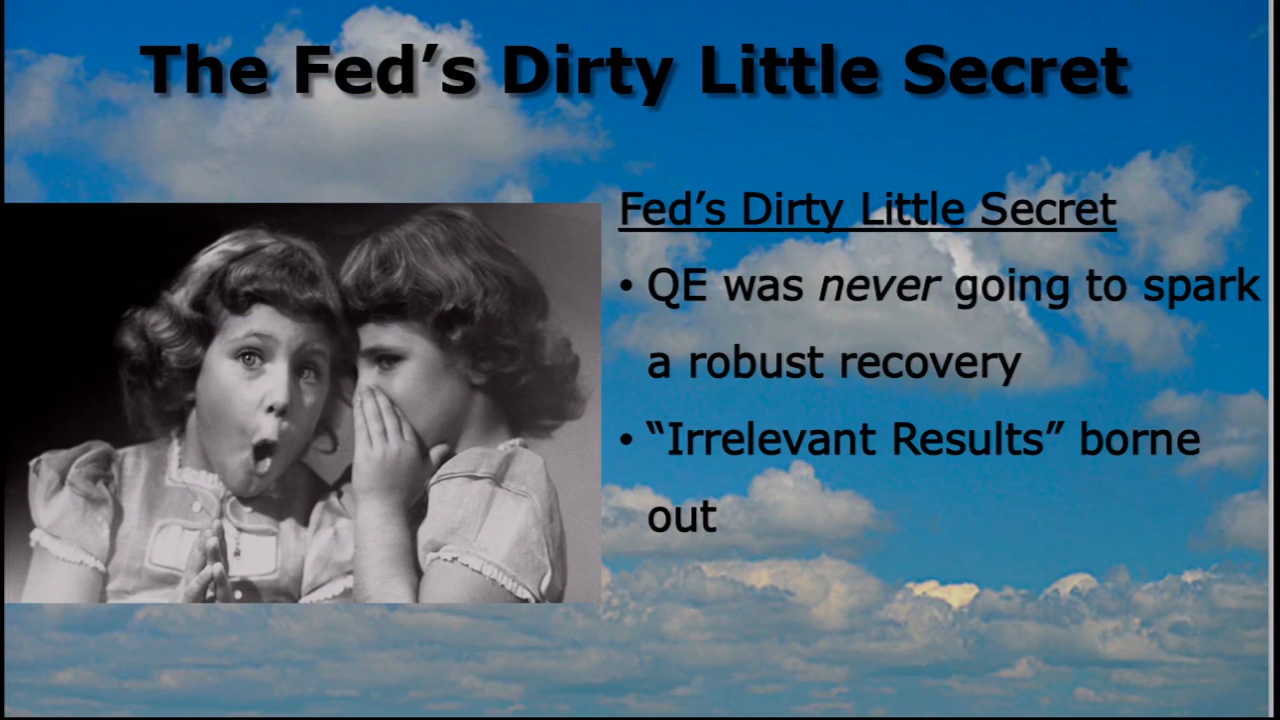 The Fed’s Dirty Little Secret
Fed’s Dirty Little Secret
• QE was never going to spark
a robust recovery
• “Irrelevant Results” borne
out